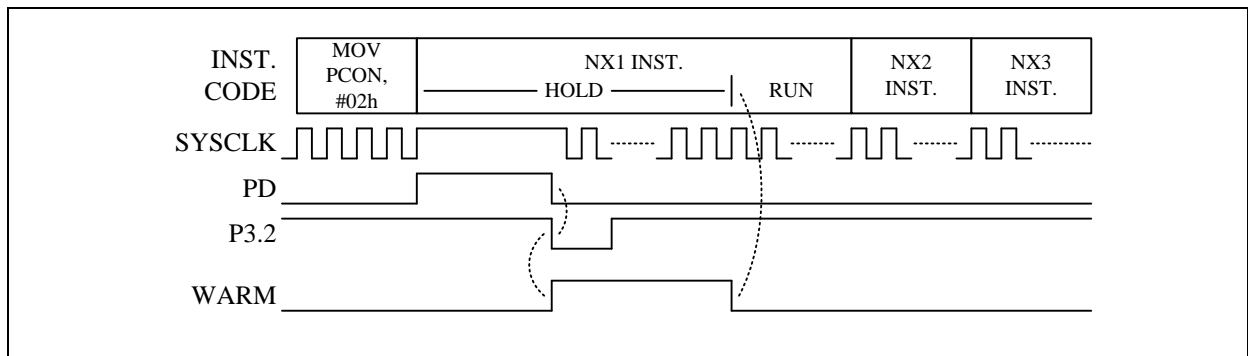 INST.
CODE
MOV
PCON,
#02h
NX1 INST.
HOLD
RUN
NX2
INST.
NX3
INST.
SYSCLK
PD
P3.2
WARM